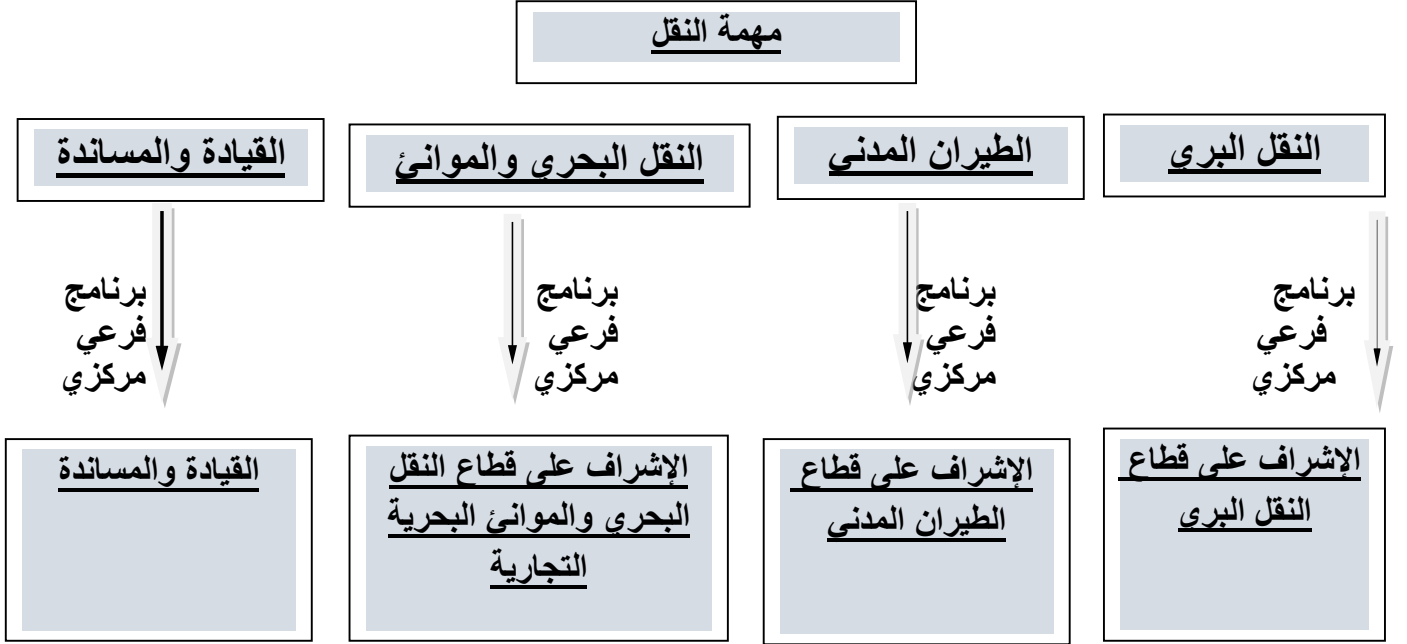 مهمة النقل
النقل البري
الطيران المدني
النقل البحري والموانئ
القيادة والمساندة
برنامج
فرعي
مركزي
برنامج
فرعي
مركزي
برنامج
فرعي
مركزي
برنامج
فرعي
مركزي
الإشراف على قطاع
النقل البري
الإشراف على قطاع
الطيران المدني
الإشراف على قطاع النقل
البحري والموانئ البحرية
التجارية
القيادة والمساندة